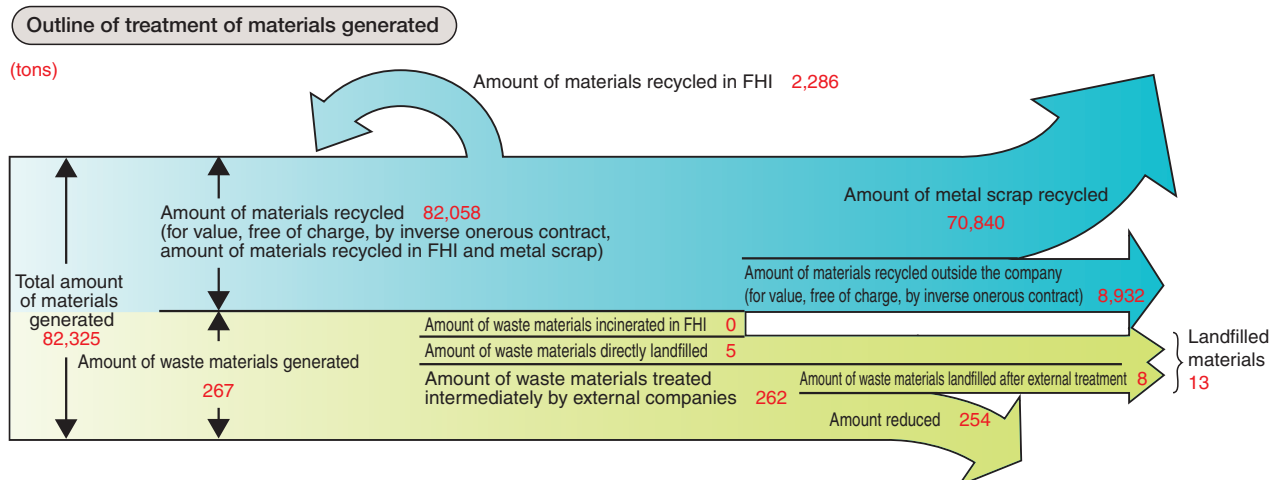 Outline of treatment of materials generated
(tons)
Amount of materials recycled in FHI 2,286
Amount of metal scrap recycled
70,840
Amount of materials recycled 82,058
(for value, free of charge, by inverse onerous contract,
amount of materials recycled in FHI and metal scrap)
Amount of materials recycled outside the company
(for value, free of charge, by inverse onerous contract) 8,932
Total amount
of materials
generated
82,325
Amount of waste materials generated
267
Amount of waste materials incinerated in FHI 0
Amount of waste materials directly landfilled 5
Amount of waste materials treated
intermediately by external companies 262
Amount of waste materials landfilled after external treatment 8
Landfilled
materials
13
Amount reduced 254